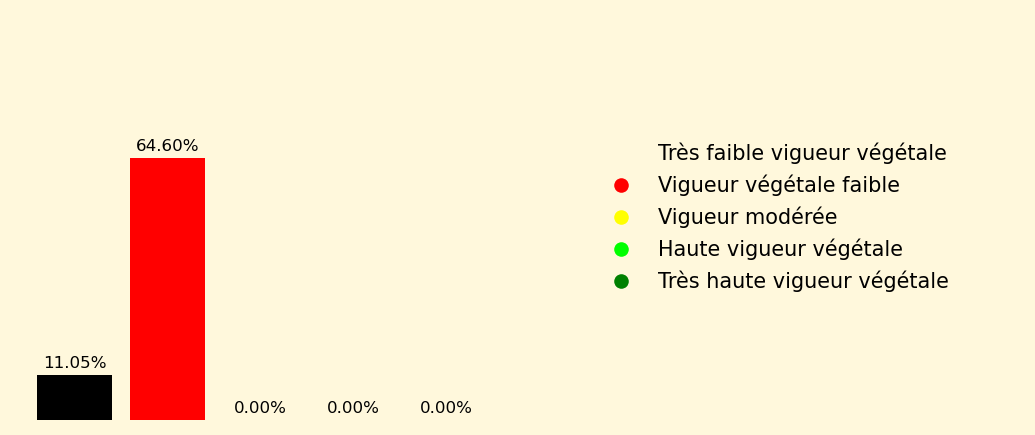 64.60%
11.05%
0.00%
0.00%
0.00%
Très faible vigueur végétale
Vigueur végétale faible
Vigueur modérée
Haute vigueur végétale
Très haute vigueur végétale